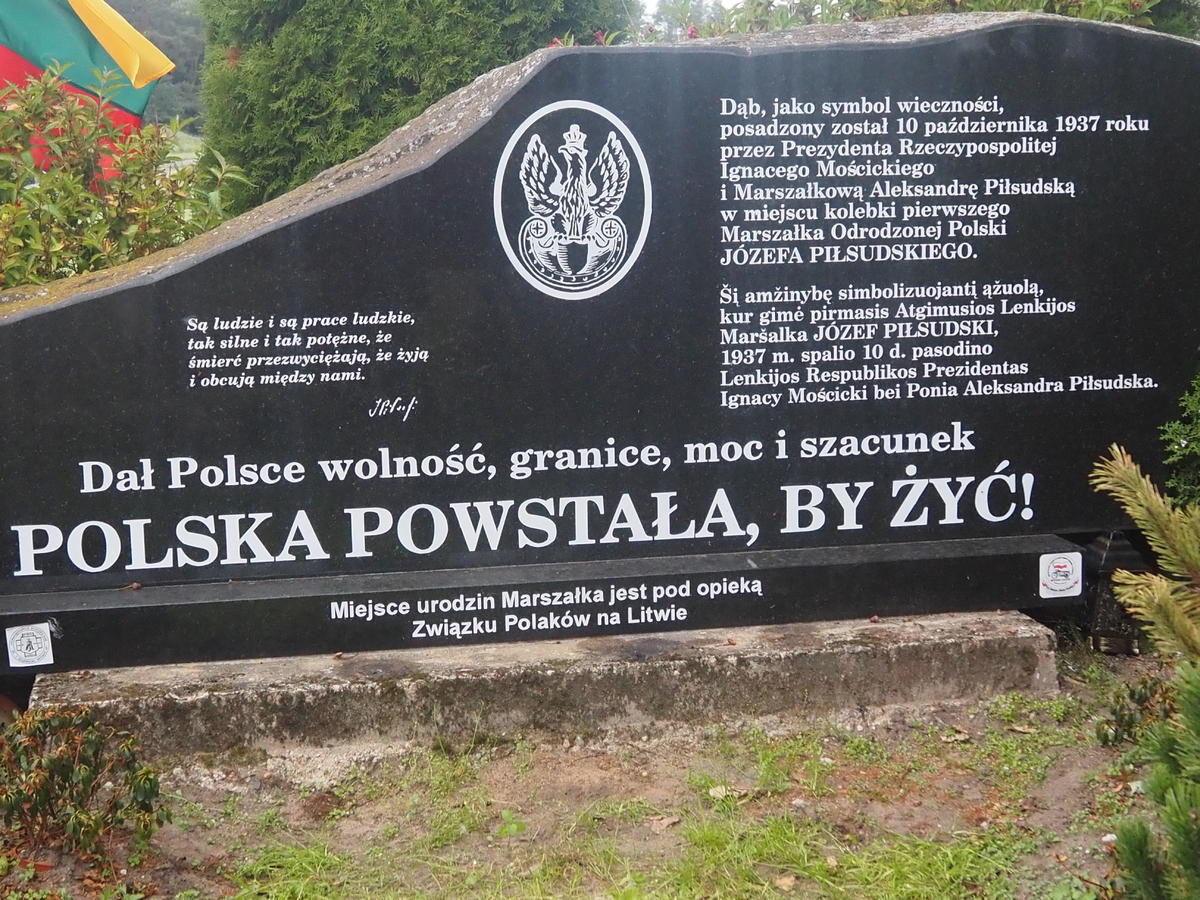 Dąb, jako symbol wieczności,
posadzony został 10 października 1937 roku
przez Prezydenta Rzeczypospolitej
Ignacego Mościckiego
i Marszałkową Aleksandrę Piłsudską
w miejscu kolebki pierwszego
Marszałka Odrodzonej Polski
JÓZEFA PIŁSUDSKIEGO.
Šį amžinybę simbolizuojantį ąžuolą,
kur gimė pirmasis Atgimusios Lenkijos
Maršalka JÓZEF PIŁSUDSKI,
1937 m. spalio 10 d. pasodino
Lenkijos Respublikos Prezidentas
Ignacy Mościcki bei Ponia Aleksandra Piłsudska.
Są ludzie i są prace ludzkie,
tak silne i tak potężne, że
śmierć przezwyciężają, że żyją
i obcują między nami.
Dał Polsce wolność, granice, moc i szacunek
POLSKA POWSTAŁA, BY ŻYĆ!
Miejsce urodzin Marszałka jest pod opieką
Związku Polaków na Litwie